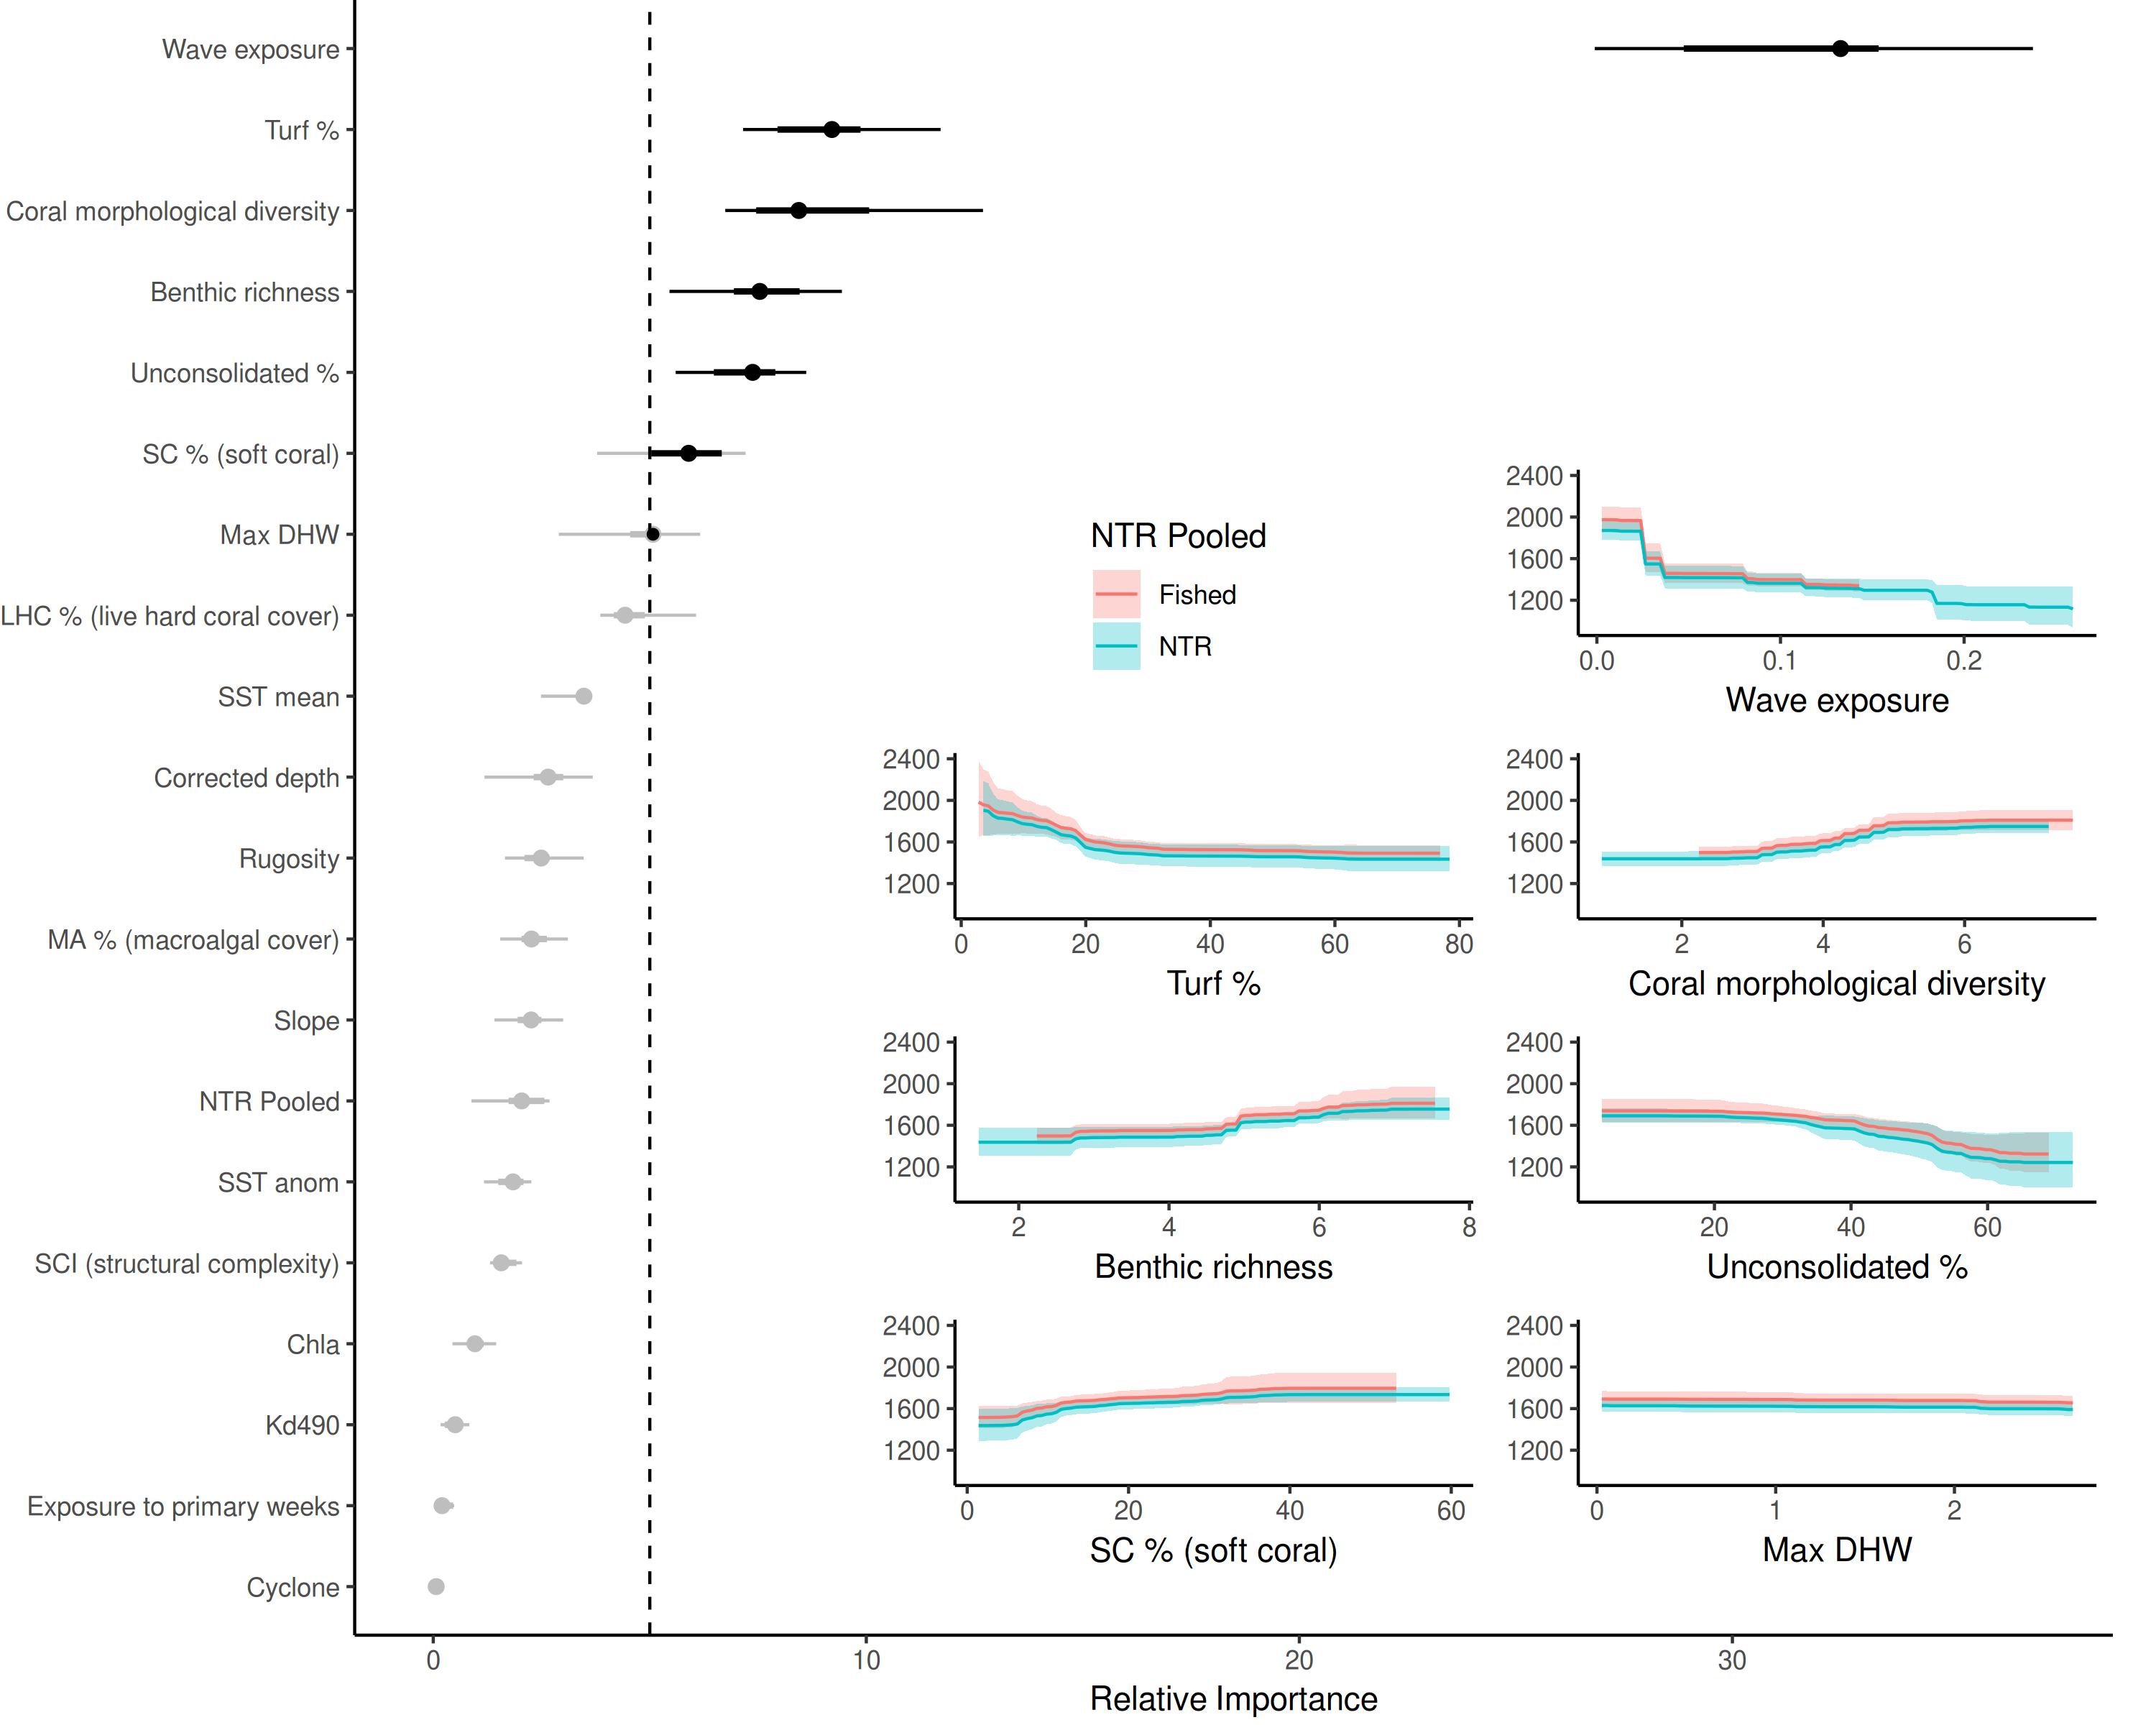 Wave exposure
Turf %
Coral morphological diversity
Benthic richness
Unconsolidated %
SC % (soft coral)
Max DHW
LHC % (live hard coral cover)
SST mean
Corrected depth
Rugosity
MA % (macroalgal cover)
Slope
NTR Pooled
SST anom
SCI (structural complexity)
Chla
Kd490
Exposure to primary weeks
Cyclone
0 10 20 30
Relative Importance
NTR Pooled
Fished
NTR
2400
2000
1600
1200
0.0 0.1 0.2
Wave exposure
2400
2000
1600
1200
0 20 40 60 80
Turf %
2400
2000
1600
1200
2 4 6
Coral morphological diversity
2400
2000
1600
1200
2 4 6 8
Benthic richness
2400
2000
1600
1200
20 40 60
Unconsolidated %
2400
2000
1600
1200
0 20 40 60
SC % (soft coral)
2400
2000
1600
1200
0 1 2
Max DHW